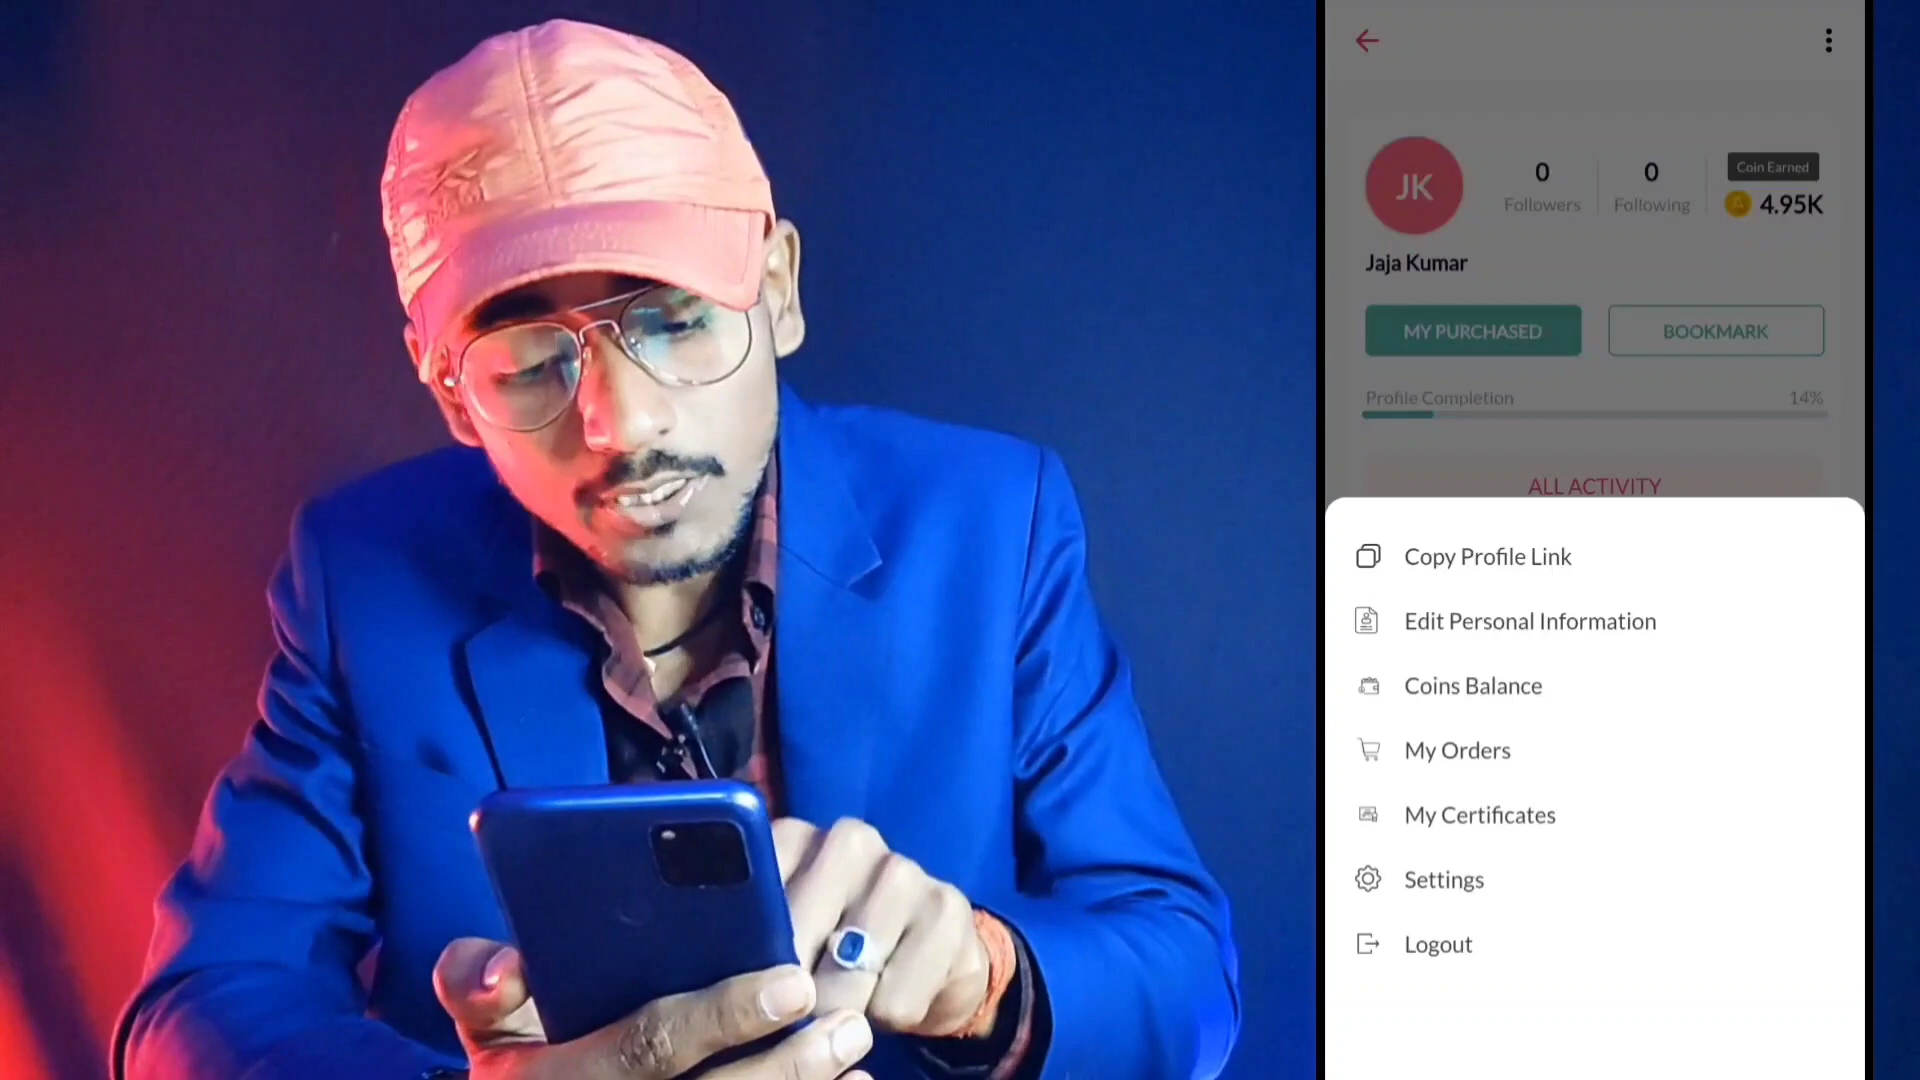 JK
0
Followers
0
Following
Coin Earned
4.95K
Jaja Kumar
MY PURCHASED
BOOKMARK
Profile Completion
14%
ALL ACTIVITY
Copy Profile Link
Edit Personal Information
Coins Balance
My Orders
My Certificates
Settings
Logout